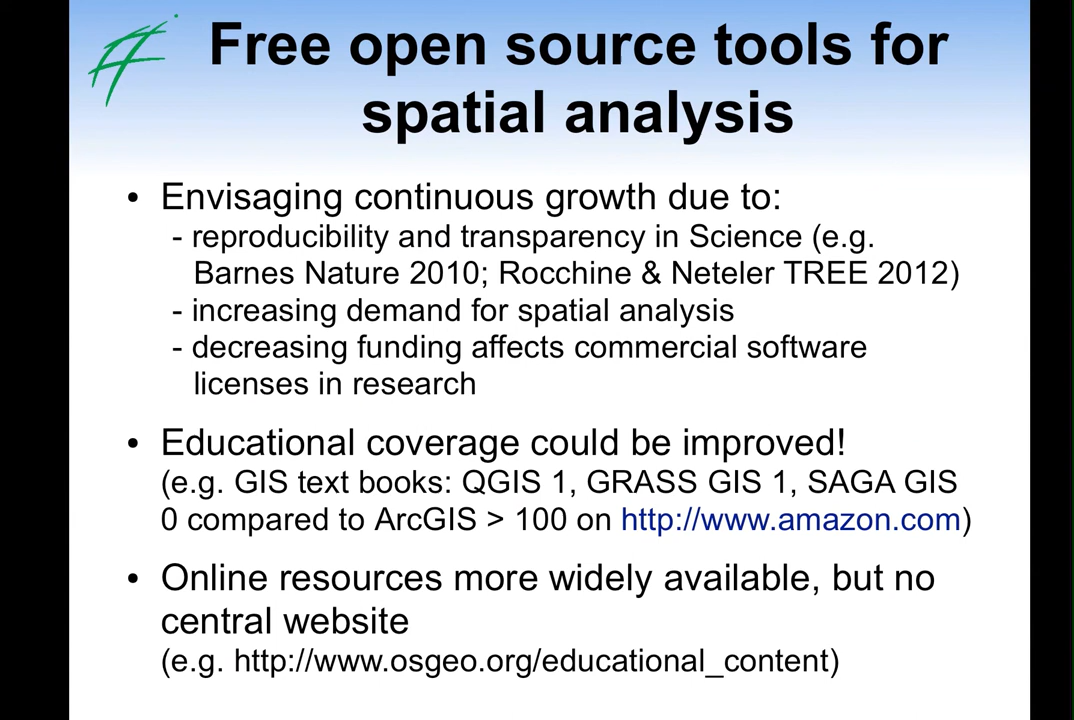 Free open source tools for
spatial analysis
• Envisaging continuous growth due to:
- reproducibility and transparency in Science (e.g.
Barnes Nature 2010; Rocchine & Neteler TREE 2012)
- increasing demand for spatial analysis
- decreasing funding affects commercial software
licenses in research
• Educational coverage could be improved!
(e.g. GIS text books: QGIS 1, GRASS GIS 1, SAGA GIS
0 compared to ArcGIS > 100 on http://www.amazon.com)
• Online resources more widely available, but no
central website
(e.g. http://www.osgeo.org/educational_content)